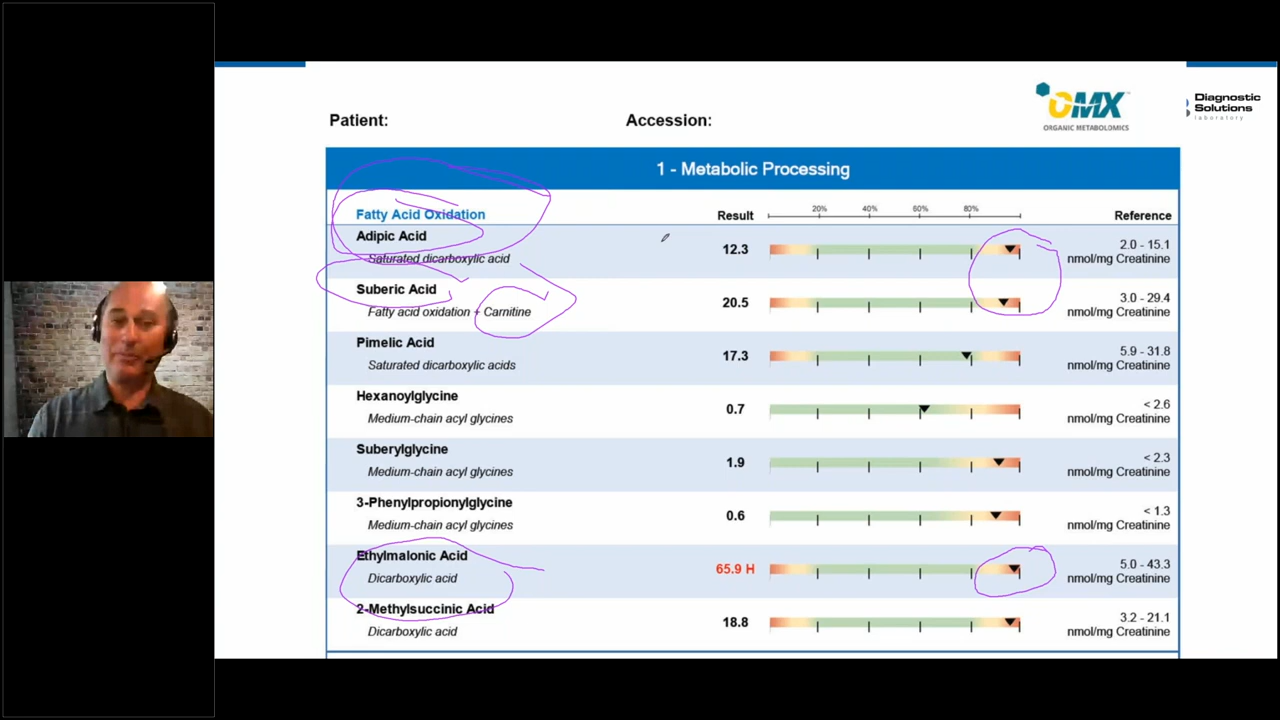 Patient:
Accession:
OMX
ORGANIC METABOLOMICS
Diagnostic
Solutions
laboratory
1 - Metabolic Processing
Fatty Acid Oxidation
Result
20%
40%
60%
80%
Reference
Adipic Acid
Saturated dicarboxylic acid
12.3
2.0 - 15.1
nmol/mg Creatinine
Suberic Acid
Fatty acid oxidation + Carnitine
20.5
3.0 - 29.4
nmol/mg Creatinine
Pimelic Acid
Saturated dicarboxylic acids
17.3
5.9 - 31.8
nmol/mg Creatinine
Hexanoylglycine
Medium-chain acyl glycines
0.7
< 2.6
nmol/mg Creatinine
Suberylglycine
Medium-chain acyl glycines
1.9
< 2.3
nmol/mg Creatinine
3-Phenylpropionylglycine
Medium-chain acyl glycines
0.6
< 1.3
nmol/mg Creatinine
Ethylmalonic Acid
Dicarboxylic acid
65.9 H
5.0 - 43.3
nmol/mg Creatinine
2-Methylsuccinic Acid
Dicarboxylic acid
18.8
3.2 - 21.1
nmol/mg Creatinine